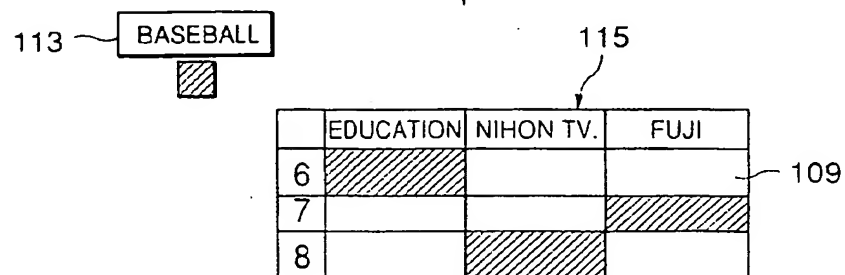 113 BASEBALL
115
EDUCATION NIHON TV. FUJI
6 109
7
8